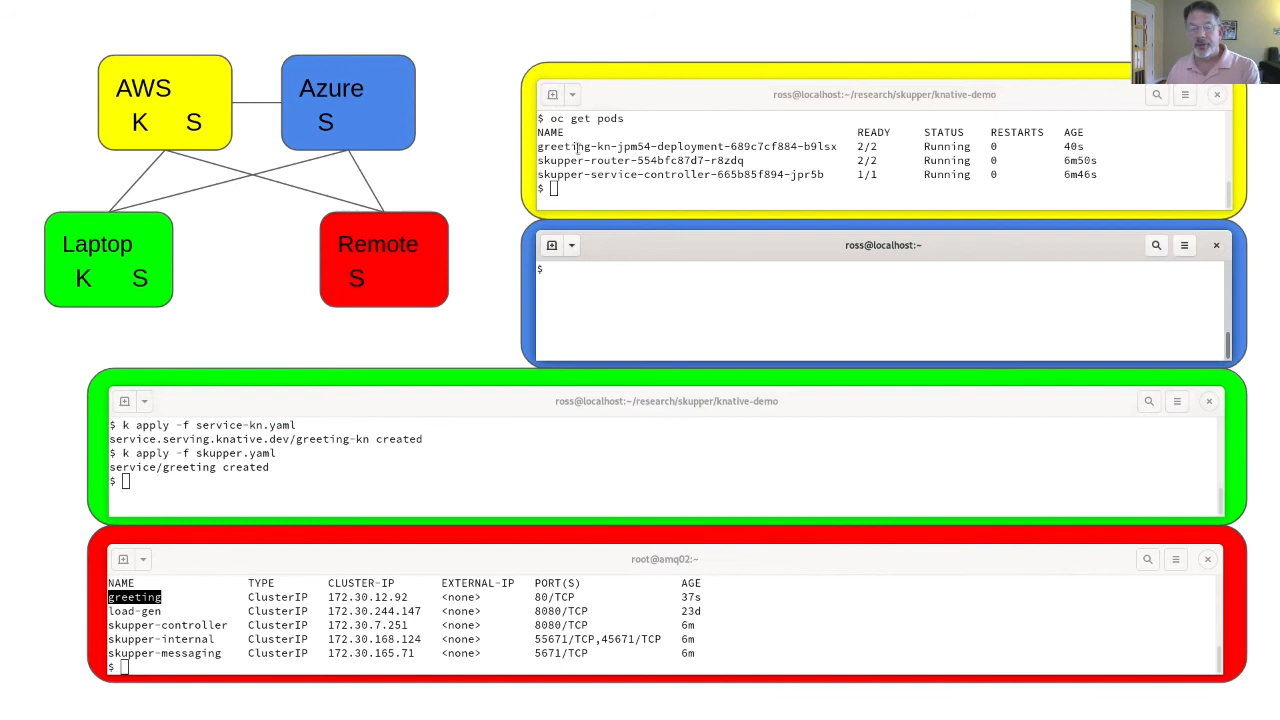 AWS
K S
Azure
S
Laptop
K S
Remote
S
ross@localhost:~/research/skupper/knative-demo
$ oc get pods
NAME READY STATUS RESTARTS AGE
greeting-kn-jpm54-deployment-689c7cf884-b9lsx 2/2 Running 0 40s
skupper-router-554bfc87d7-r8zdq 2/2 Running 0 6m50s
skupper-service-controller-665b85f894-jpr5b 1/1 Running 0 6m46s
$
ross@localhost:~
$
ross@localhost:~/research/skupper/knative-demo
$ k apply -f service-kn.yaml
service.serving.knative.dev/greeting-kn created
$ k apply -f skupper.yaml
service/greeting created
$
root@amq02:~
NAME TYPE CLUSTER-IP EXTERNAL-IP PORT(S) AGE
greeting ClusterIP 172.30.12.92 <none> 80/TCP 37s
load-gen ClusterIP 172.30.244.147 <none> 8080/TCP 23d
skupper-controller ClusterIP 172.30.7.251 <none> 8080/TCP 6m
skupper-internal ClusterIP 172.30.168.124 <none> 55671/TCP,45671/TCP 6m
skupper-messaging ClusterIP 172.30.165.71 <none> 5671/TCP 6m
$